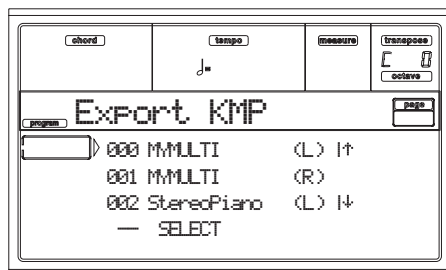 chord tempo measure transpose
♩=
C 0
octave
program Export KMP page
000 MYMULTI (L) |↑
001 MYMULTI (R)
002 StereoPiano (L) |↓
— SELECT